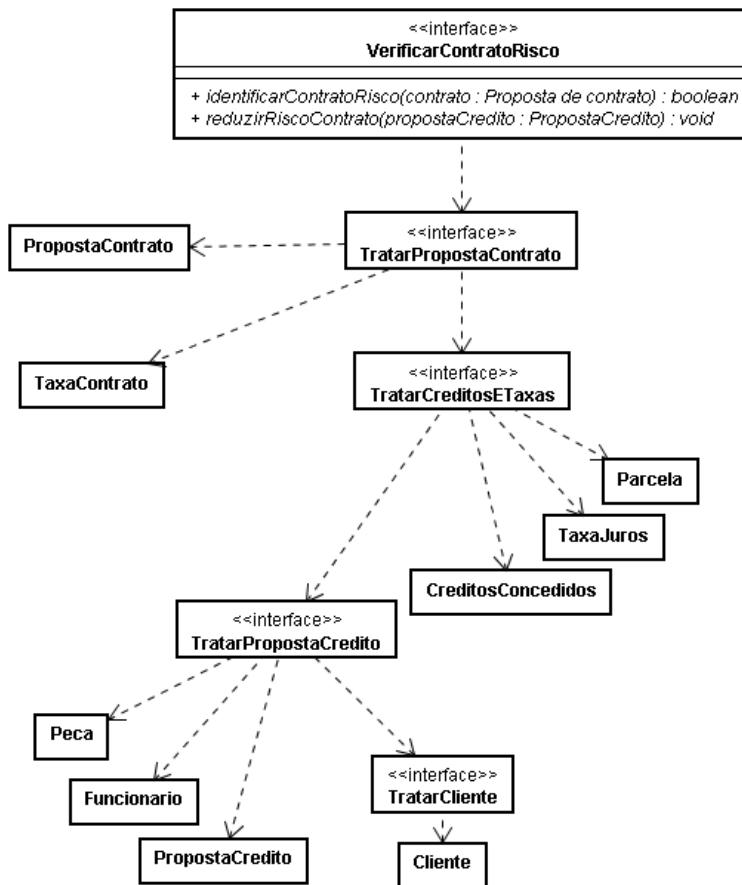 <<interface>>
VerificarContratoRisco
+ identificarContratoRisco(contrato : Proposta de contrato) : boolean
+ reduzirRiscoContrato(propostaCredito : PropostaCredito) : void
<<interface>>
TratarPropostaContrato
PropostaContrato
TaxaContrato
<<interface>>
TratarCreditosETaxas
Parcela
TaxaJuros
CreditosConcedidos
<<interface>>
TratarPropostaCredito
Peca
Funcionario
PropostaCredito
<<interface>>
TratarCliente
Cliente